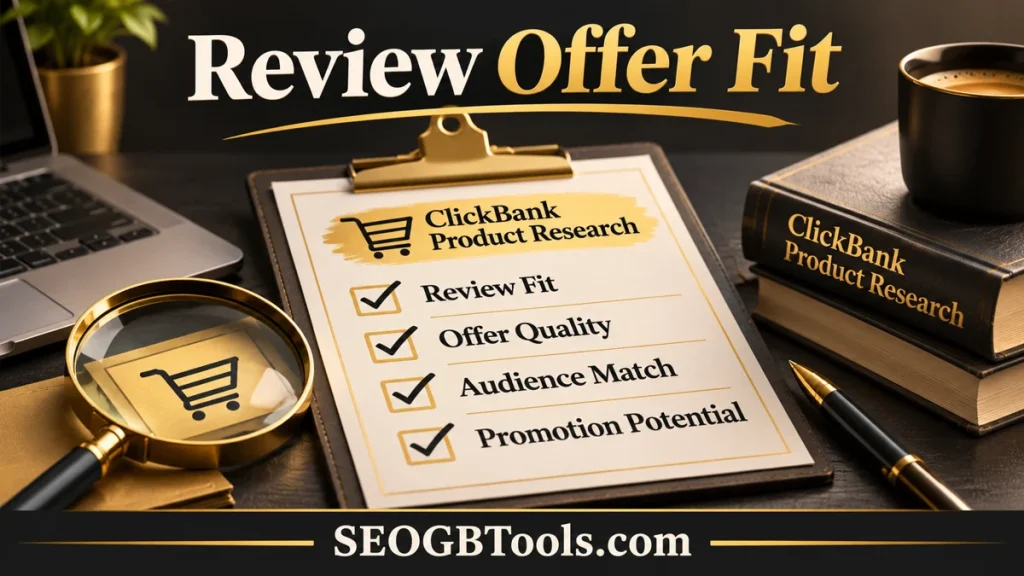 Review Offer Fit
ClickBank
Product Research
Review Fit
Offer Quality
Audience Match
Promotion Potential
ClickBank
Product Research
SEOGBTools.com